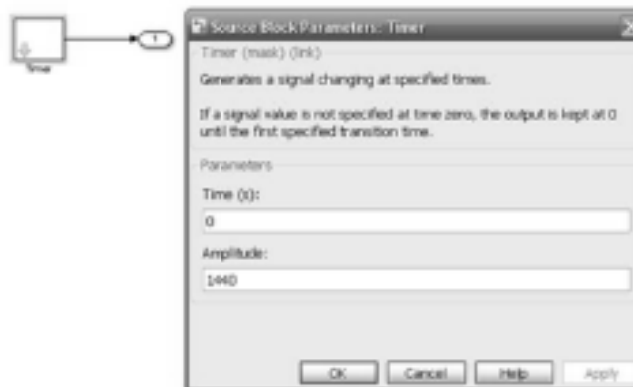 Timer
1
Source Block Parameters: Timer
Timer (mask) (link)
Generates a signal changing at specified times.
If a signal value is not specified at time zero, the output is kept at 0
until the first specified transition time.
Parameters
Time (s):
0
Amplitude:
1440
OK
Cancel
Help
Apply